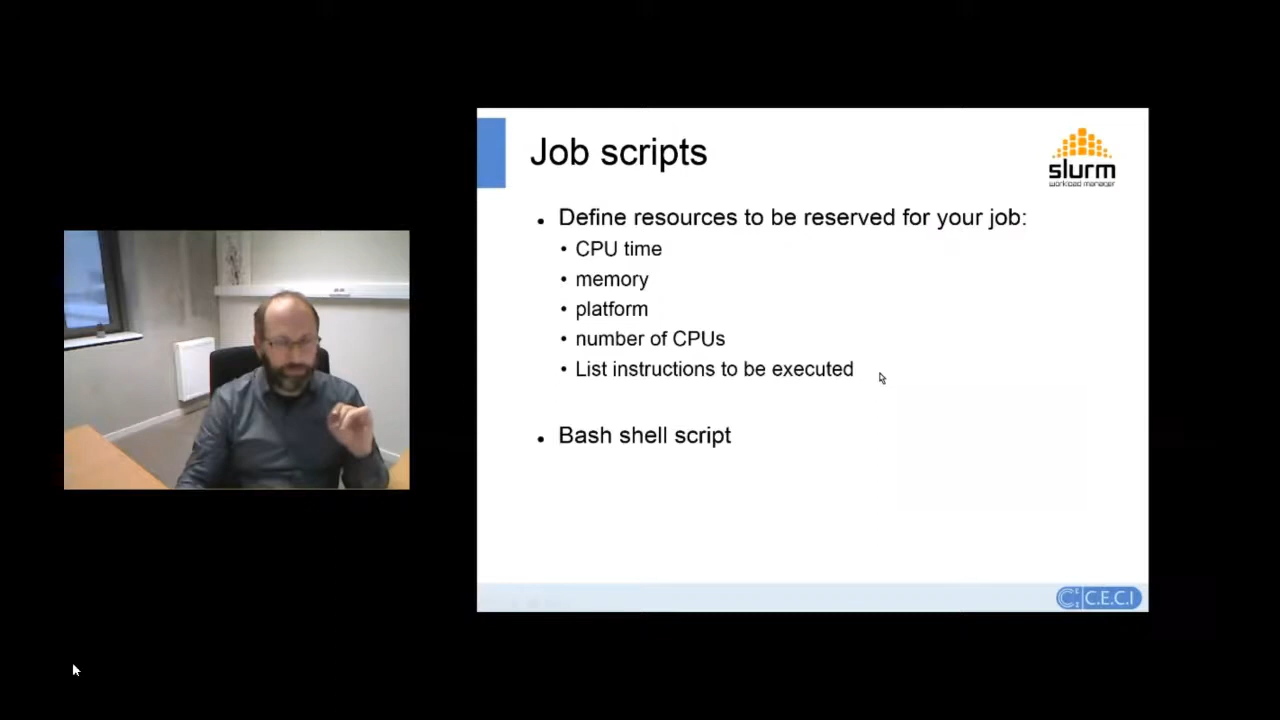 Job scripts
slurm
workload manager
Define resources to be reserved for your job:
CPU time
memory
platform
number of CPUs
List instructions to be executed
Bash shell script
C.E.C.I